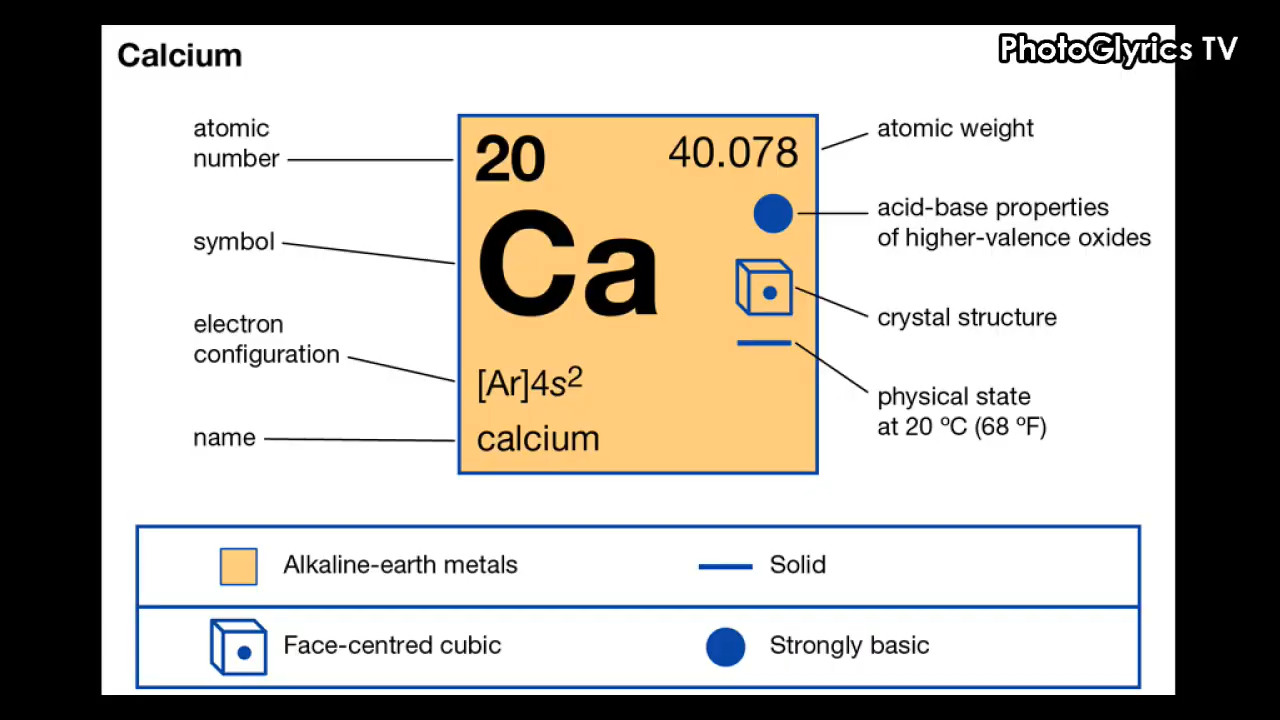 Calcium
PhotoGlyrics TV
atomic
number
symbol
electron
configuration
name
20
40.078
Ca
[Ar]4s²
calcium
atomic weight
acid-base properties
of higher-valence oxides
crystal structure
physical state
at 20 ºC (68 ºF)
Alkaline-earth metals
Solid
Face-centred cubic
Strongly basic